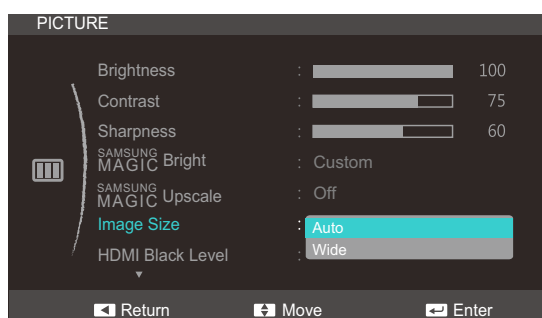 PICTURE
Brightness : 100
Contrast : 75
Sharpness : 60
SAMSUNG MAGIC Bright : Custom
SAMSUNG MAGIC Upscale : Off
Image Size : Auto
Wide
HDMI Black Level :
Return Move Enter